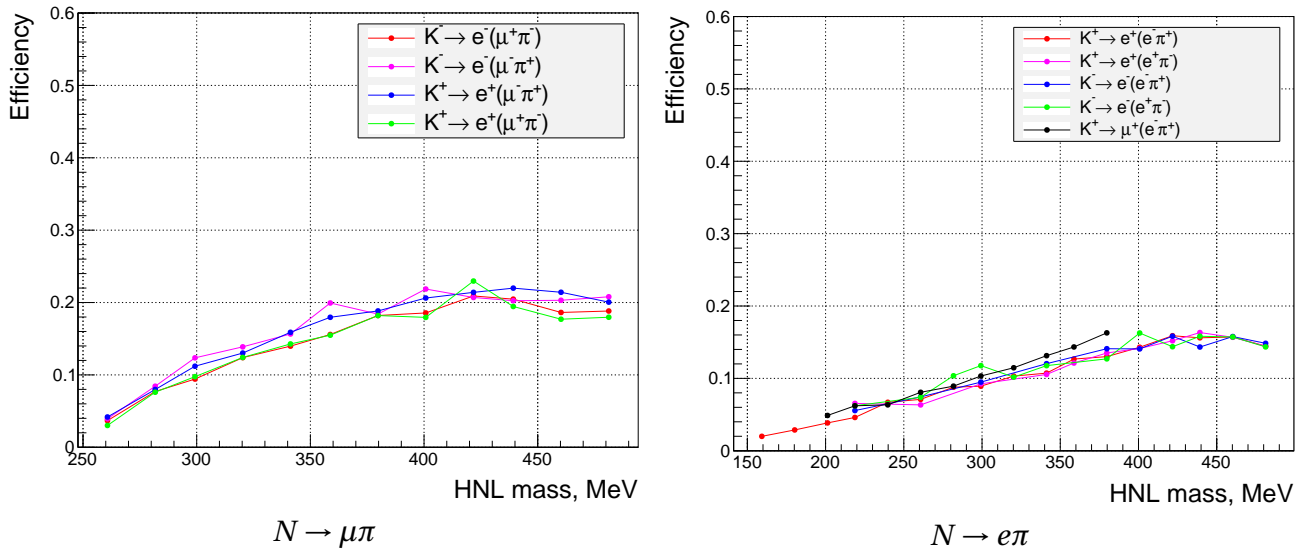 Efficiency
0.6
0.5
0.4
0.3
0.2
0.1
0
K⁻→ e⁻(μ⁺π⁻)
K⁻→ e⁻(μ⁻π⁺)
K⁺→ e⁺(μ⁻π⁺)
K⁺→ e⁺(μ⁺π⁻)
250 300 350 400 450
HNL mass, MeV
N → μπ
Efficiency
0.6
0.5
0.4
0.3
0.2
0.1
0
K⁺→ e⁺(e⁻π⁺)
K⁺→ e⁺(e⁺π⁻)
K⁻→ e⁻(e⁻π⁺)
K⁻→ e⁻(e⁺π⁻)
K⁺→ μ⁺(e⁻π⁺)
150 200 250 300 350 400 450
HNL mass, MeV
N → eπ